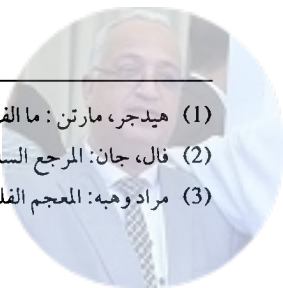 (1) هيدجر، مارتن : ما
(2) فال، جان: المرجع
(3) مراد وهبه: المعجم